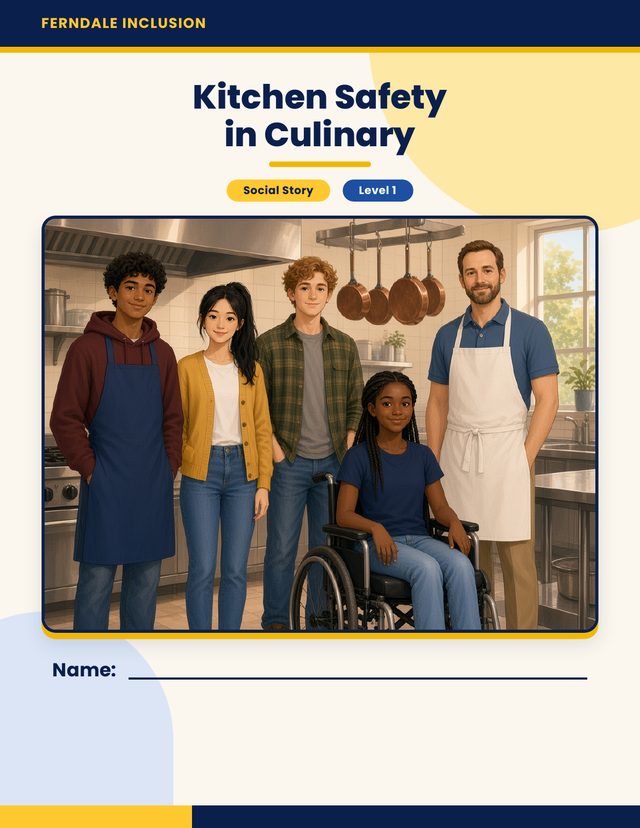 FERNDALE INCLUSION
Kitchen Safety
in Culinary
Social Story
Level 1
Name: